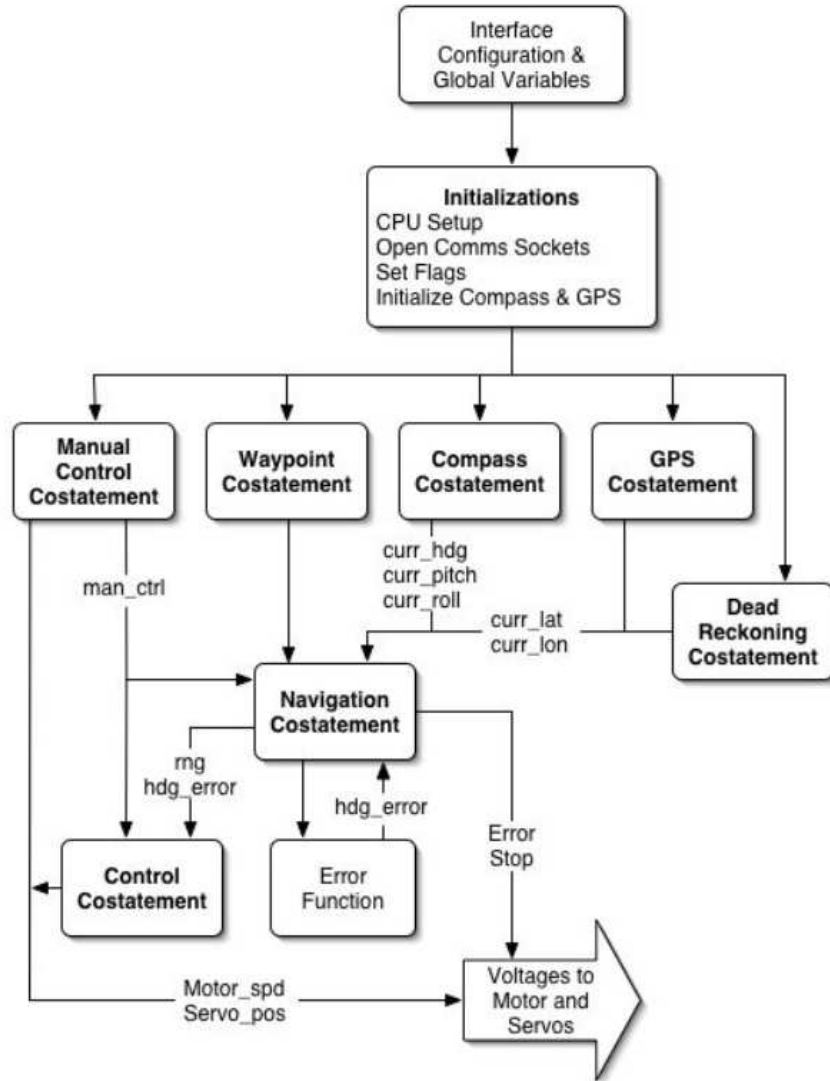 Interface
Configuration &
Global Variables
Initializations
CPU Setup
Open Comms Sockets
Set Flags
Initialize Compass & GPS
Manual
Control
Costatement
Waypoint
Costatement
Compass
Costatement
GPS
Costatement
man_ctrl
curr_hdg
curr_pitch
curr_roll
curr_lat
curr_lon
Dead
Reckoning
Costatement
Navigation
Costatement
rng
hdg_error
hdg_error
Error
Stop
Control
Costatement
Error
Function
Motor_spd
Servo_pos
Voltages to
Motor and
Servos